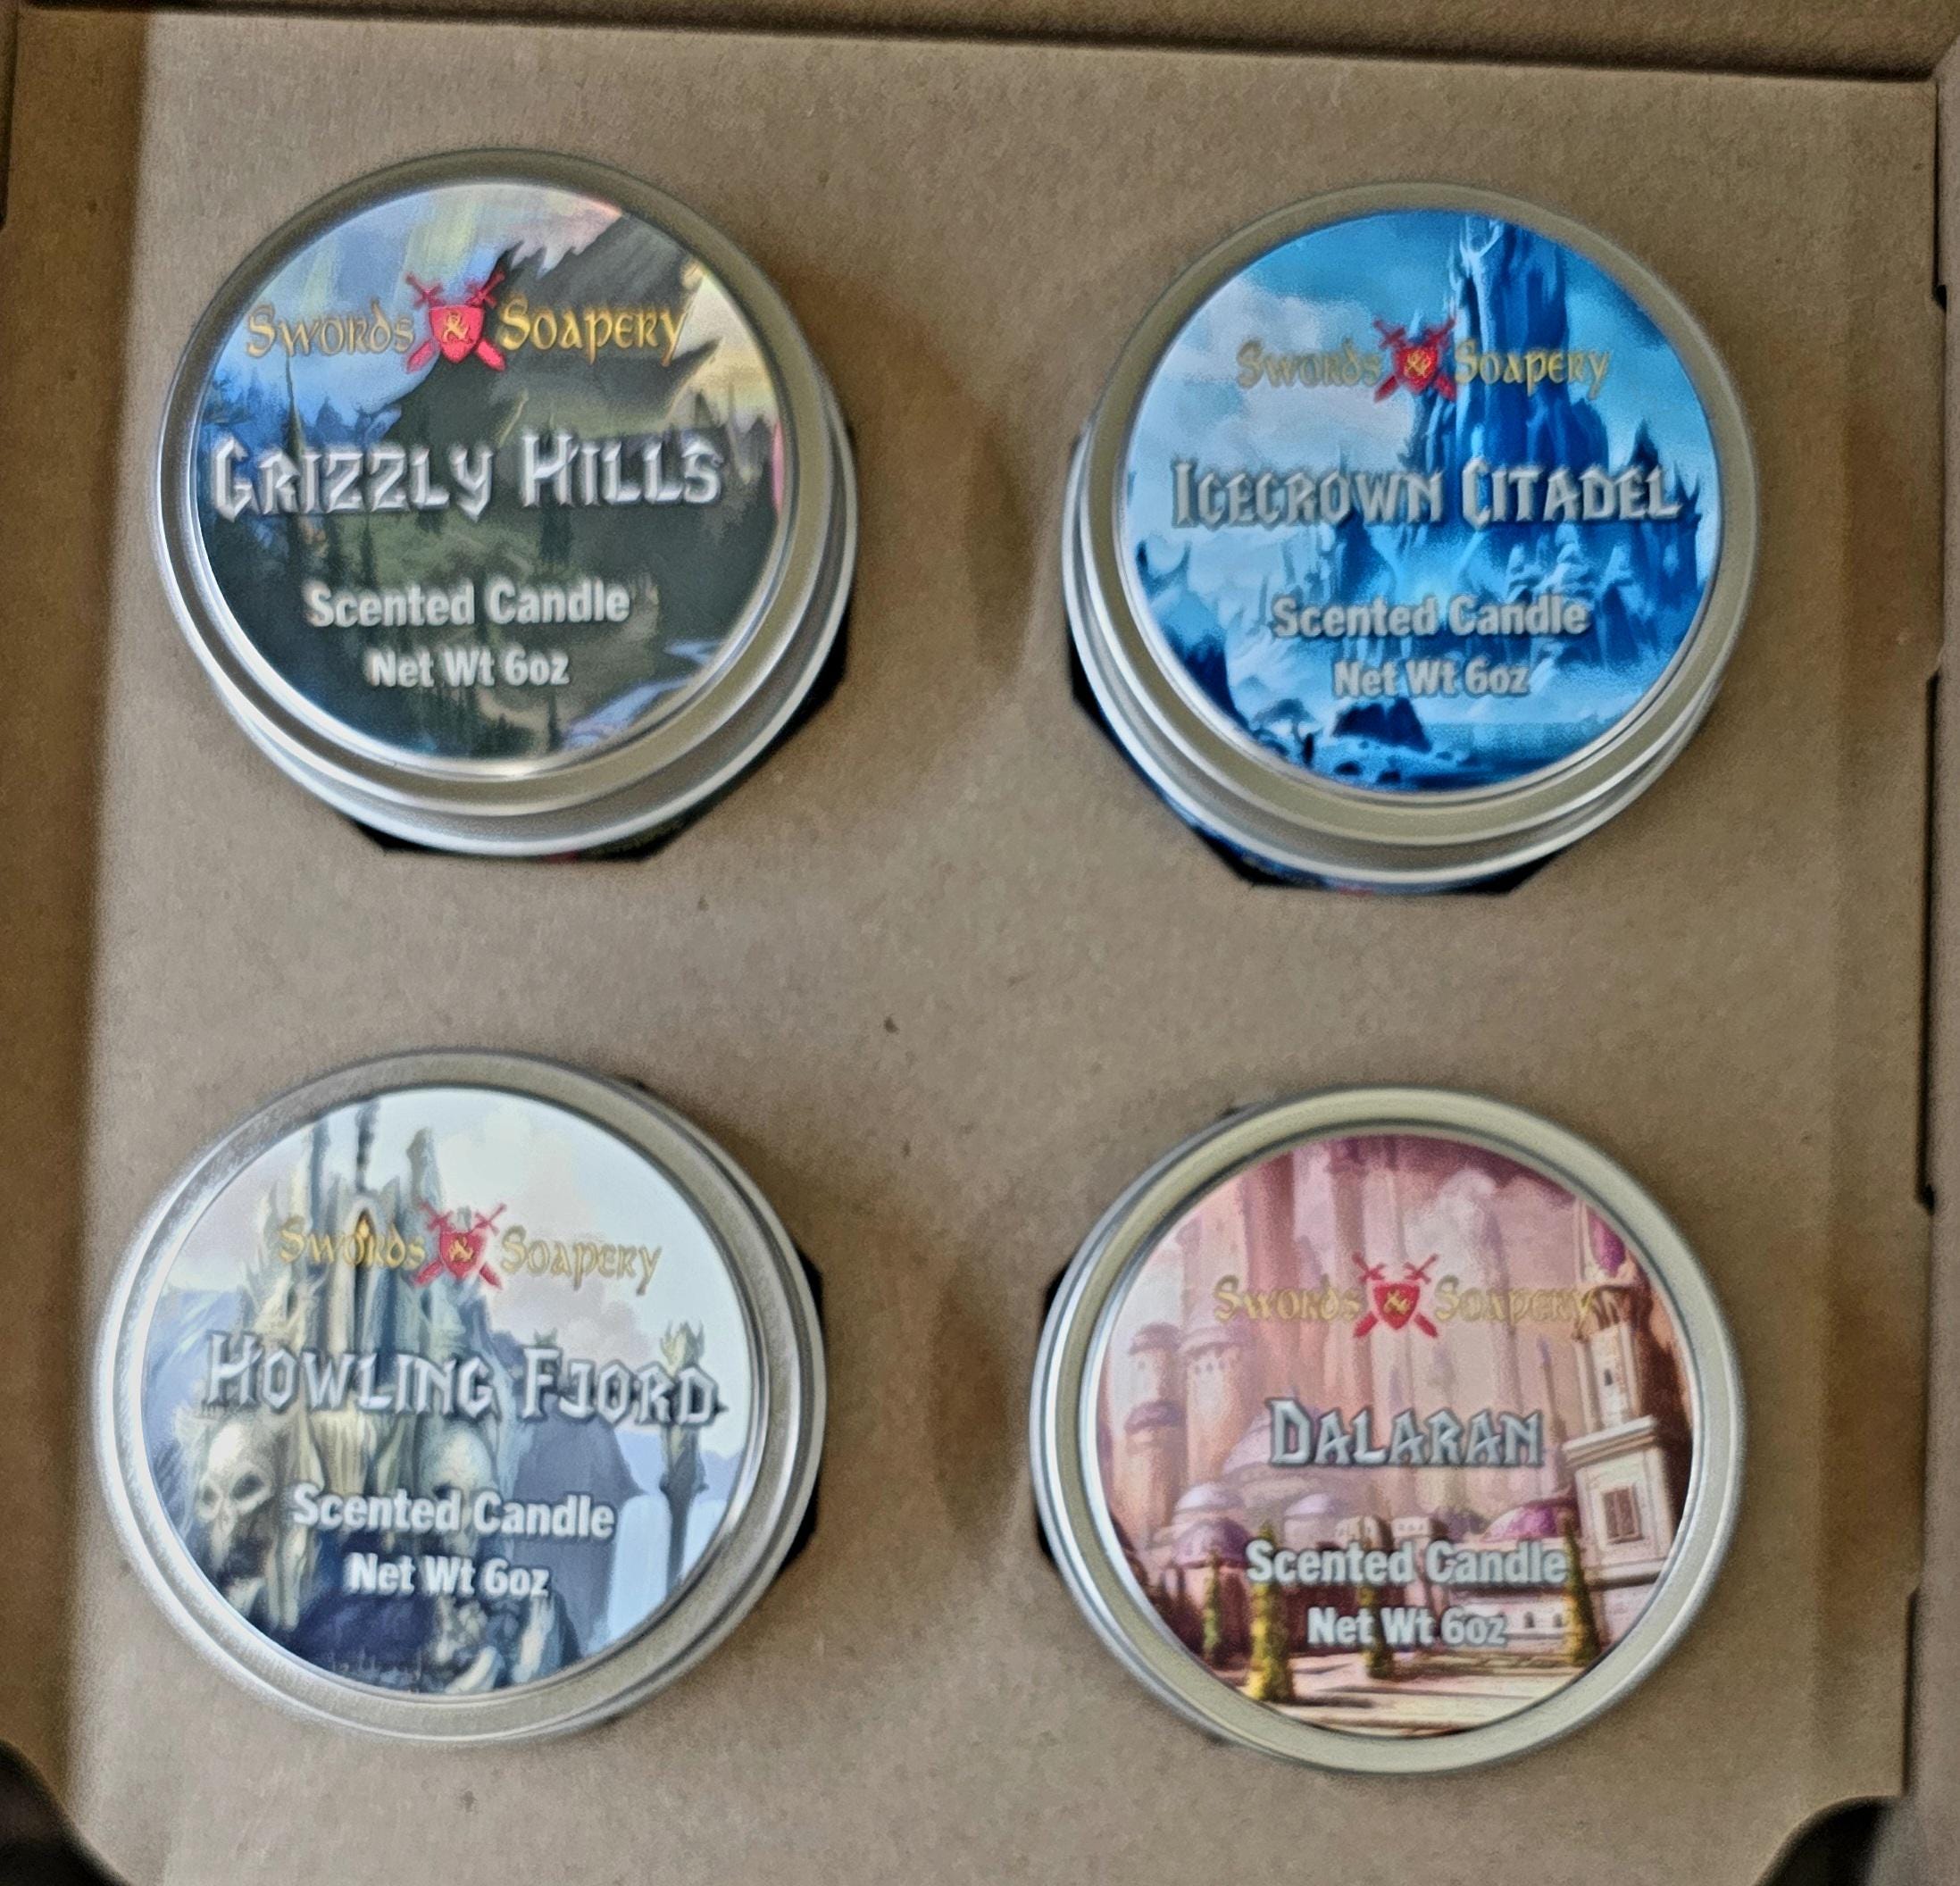 Swords & Soapery
Grizzly Hills
Scented Candle
Net Wt 6oz
Swords & Soapery
Icecrown Citadel
Scented Candle
Net Wt 6oz
Swords & Soapery
Howling Fjord
Scented Candle
Net Wt 6oz
Swords & Soapery
Dalaran
Scented Candle
Net Wt 6oz